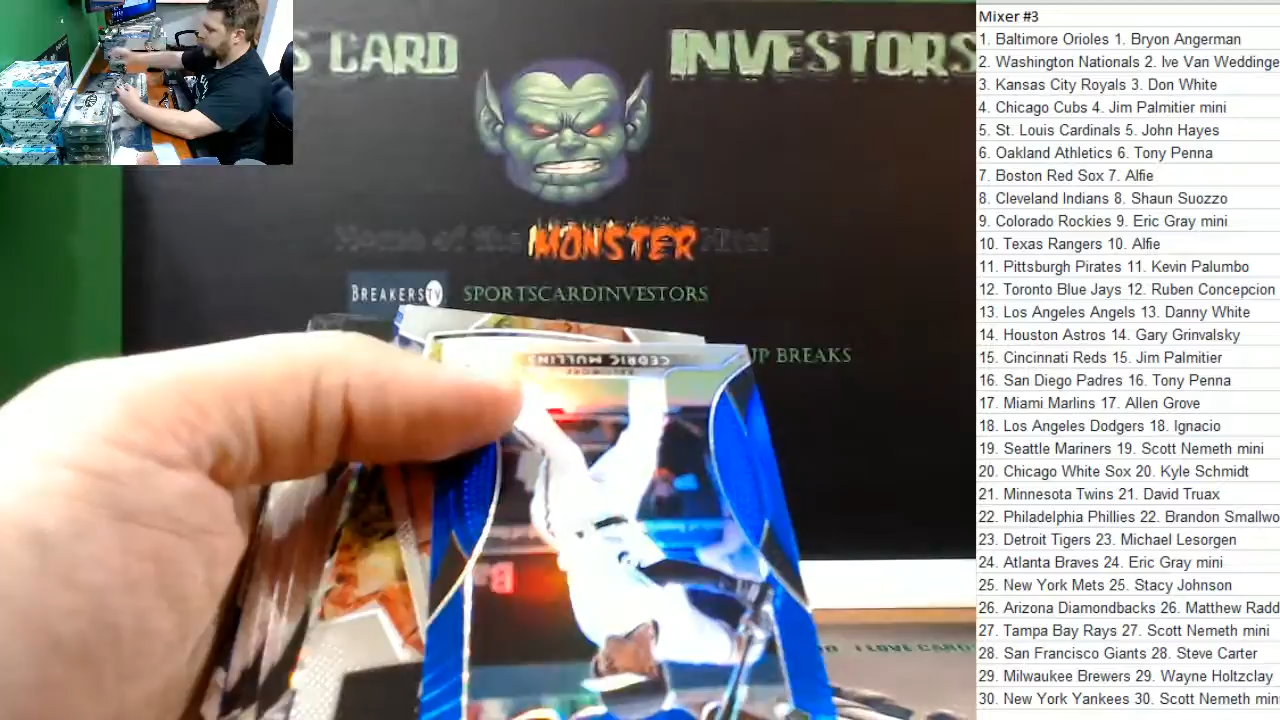 S CARD INVESTORS
Home of the MONSTER
BREAKERSTV SPORTSCARDINVESTORS
UP BREAKS
CEDRIC MULLINS
BALTIMORE
I LOVE CARD
Mixer #3
1. Baltimore Orioles 1. Bryon Angerman
2. Washington Nationals 2. Ive Van Weddinge
3. Kansas City Royals 3. Don White
4. Chicago Cubs 4. Jim Palmitier mini
5. St. Louis Cardinals 5. John Hayes
6. Oakland Athletics 6. Tony Penna
7. Boston Red Sox 7. Alfie
8. Cleveland Indians 8. Shaun Suozzo
9. Colorado Rockies 9. Eric Gray mini
10. Texas Rangers 10. Alfie
11. Pittsburgh Pirates 11. Kevin Palumbo
12. Toronto Blue Jays 12. Ruben Concepcion
13. Los Angeles Angels 13. Danny White
14. Houston Astros 14. Gary Grinvalsky
15. Cincinnati Reds 15. Jim Palmitier
16. San Diego Padres 16. Tony Penna
17. Miami Marlins 17. Allen Grove
18. Los Angeles Dodgers 18. Ignacio
19. Seattle Mariners 19. Scott Nemeth mini
20. Chicago White Sox 20. Kyle Schmidt
21. Minnesota Twins 21. David Truax
22. Philadelphia Phillies 22. Brandon Smallwo
23. Detroit Tigers 23. Michael Lesorgen
24. Atlanta Braves 24. Eric Gray mini
25. New York Mets 25. Stacy Johnson
26. Arizona Diamondbacks 26. Matthew Radd
27. Tampa Bay Rays 27. Scott Nemeth mini
28. San Francisco Giants 28. Steve Carter
29. Milwaukee Brewers 29. Wayne Holtzclay
30. New York Yankees 30. Scott Nemeth min